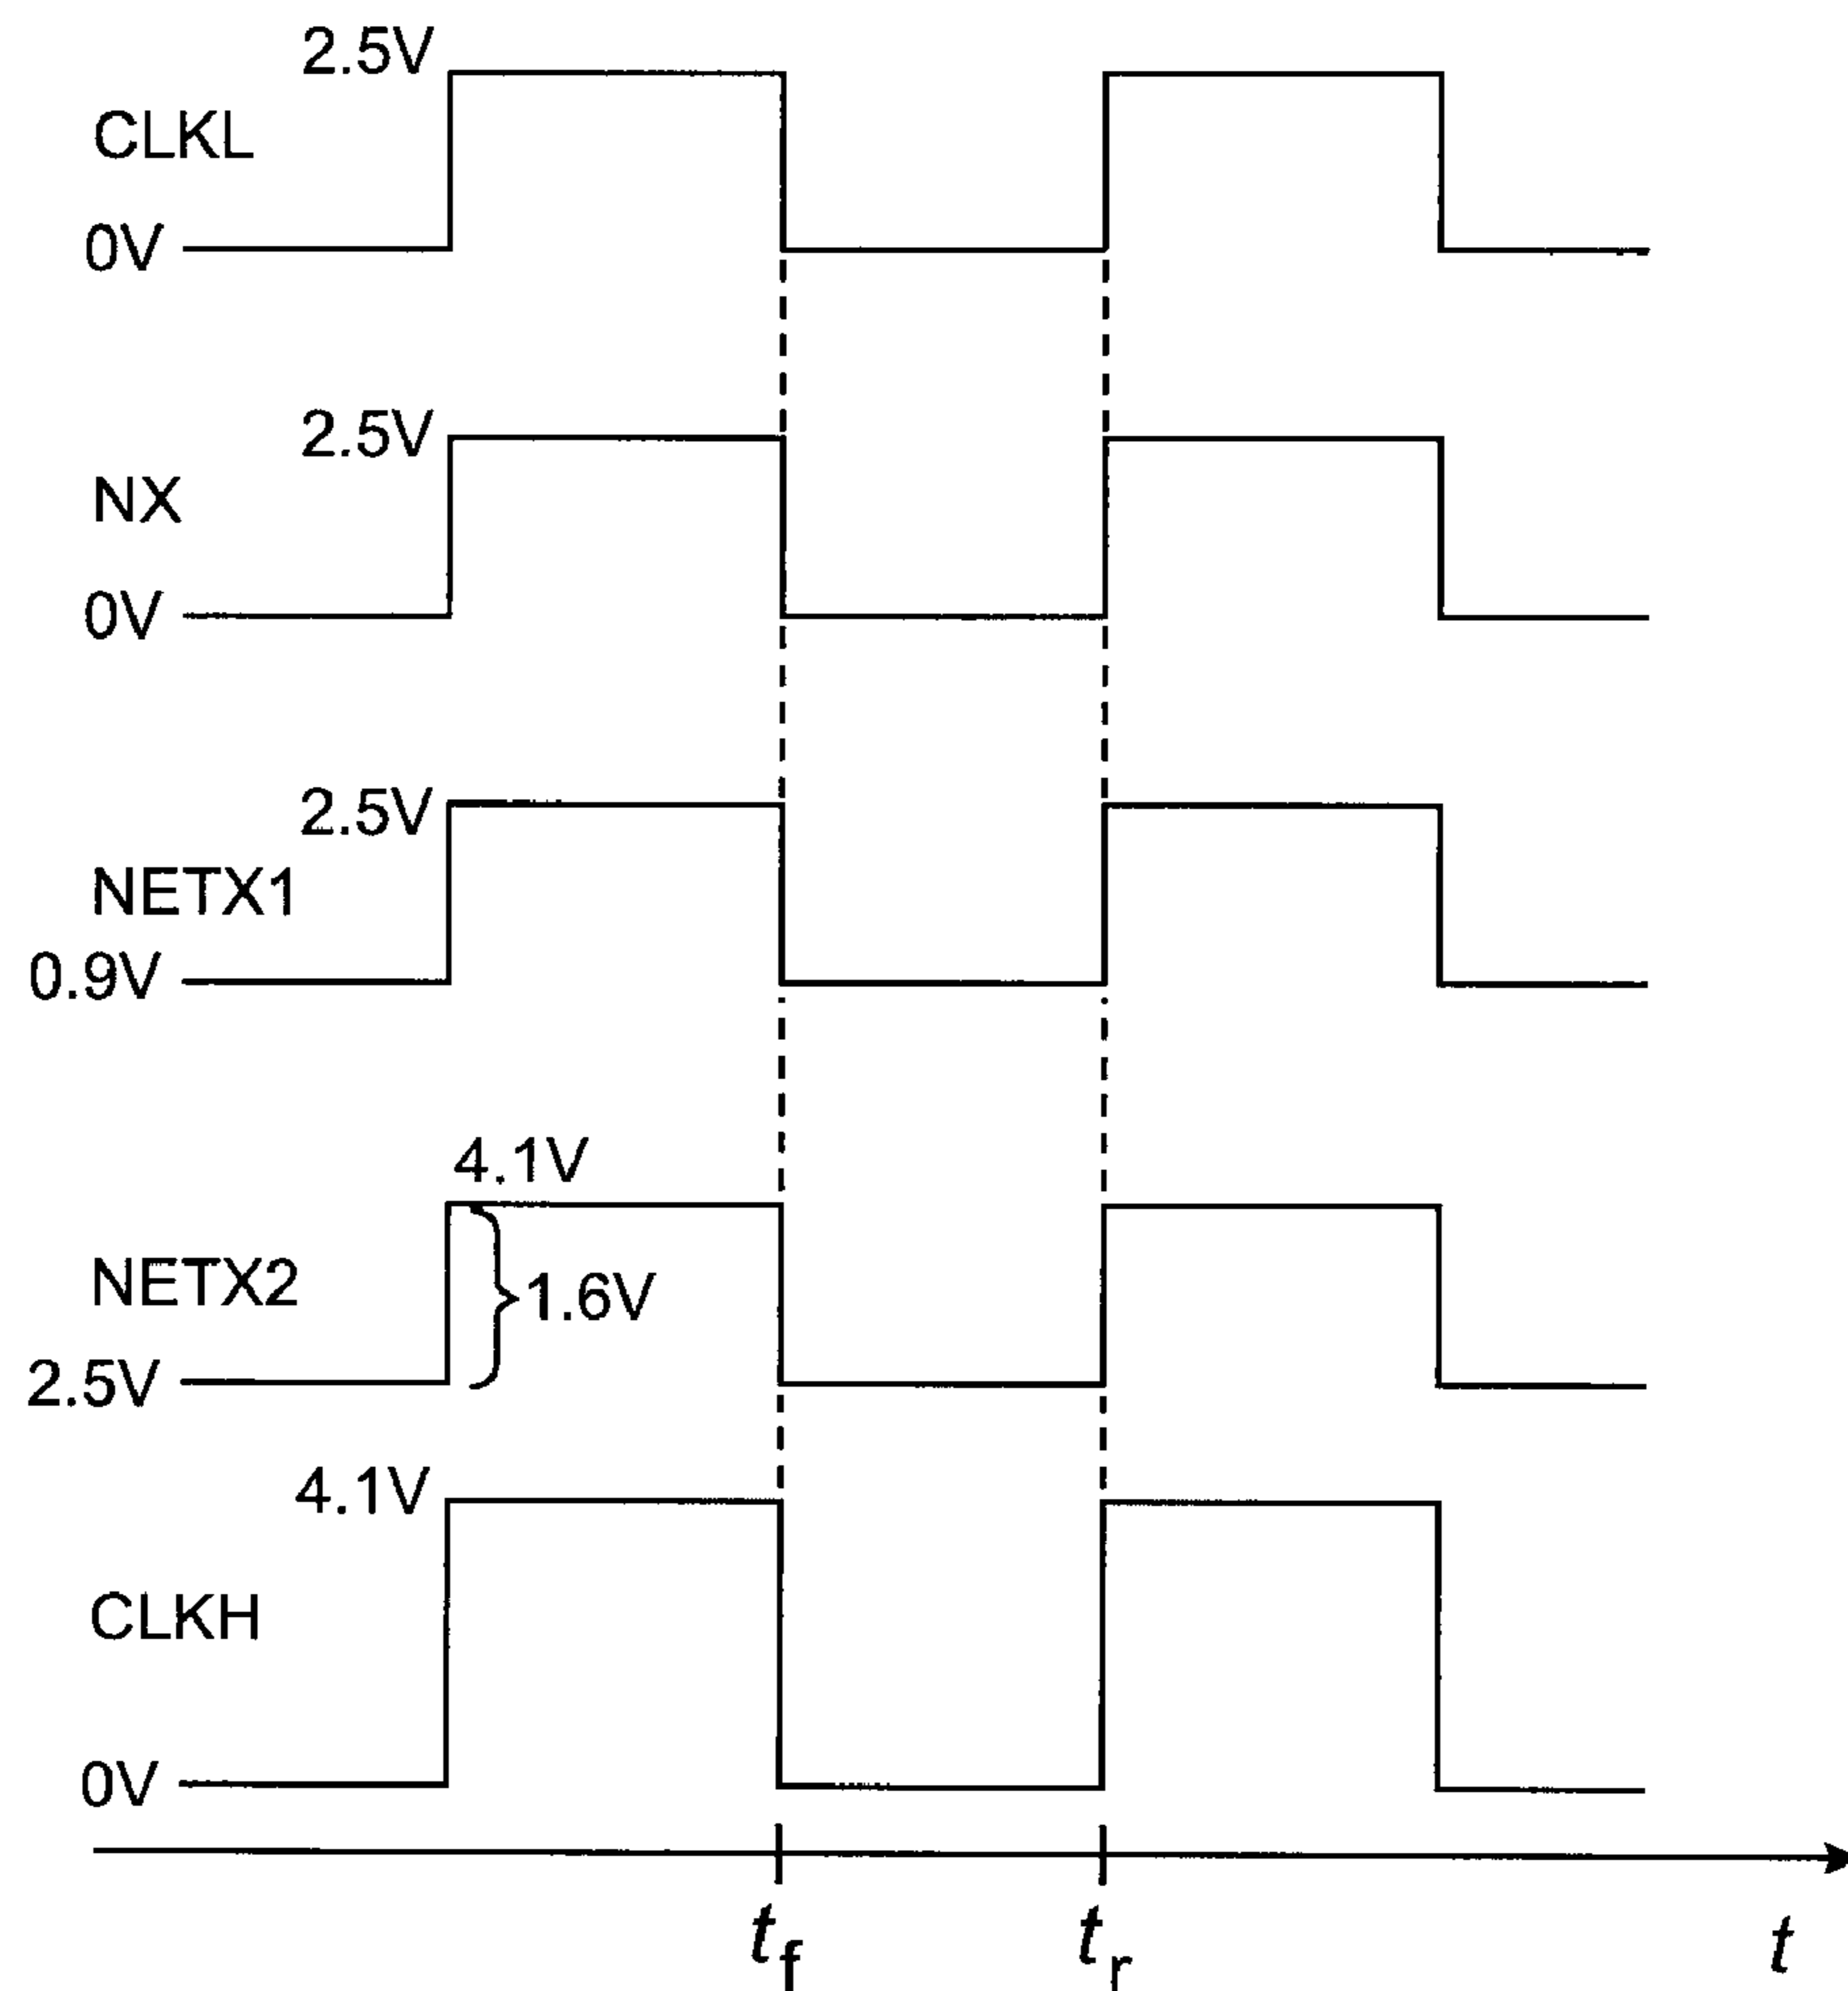 2.5V
CLKL
0V
2.5V
NX
0V
2.5V
NETX1
0.9V
4.1V
NETX2
1.6V
2.5V
4.1V
CLKH
0V
tf
tr
t